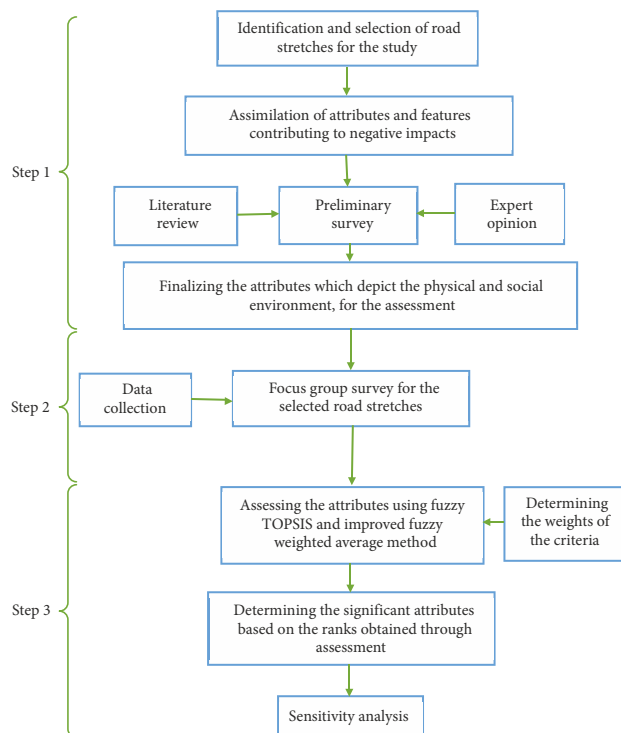 Identification and selection of road
stretches for the study
Assimilation of attributes and features
contributing to negative impacts
Step 1
Literature
review
Preliminary
survey
Expert
opinion
Finalizing the attributes which depict the physical and social
environment, for the assessment
Step 2
Data
collection
Focus group survey for the
selected road stretches
Assessing the attributes using fuzzy
TOPSIS and improved fuzzy
weighted average method
Determining
the weights of
the criteria
Step 3
Determining the significant attributes
based on the ranks obtained through
assessment
Sensitivity analysis